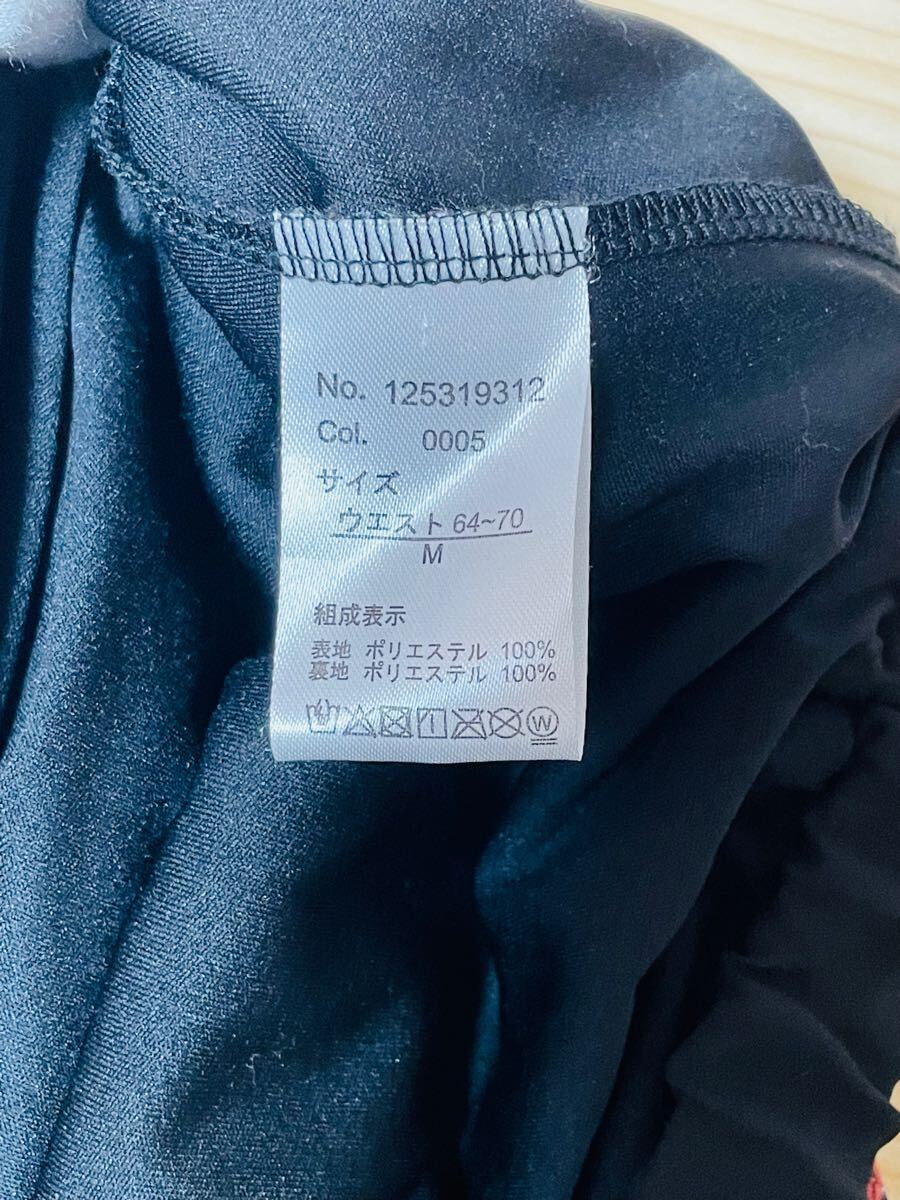 No. 125319312
Col. 0005
サイズ
ウエスト 64~70
M
組成表示
表地 ポリエステル 100%
裏地 ポリエステル 100%
W